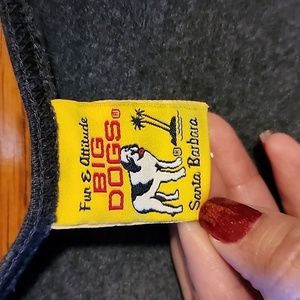 Fun & Attitude
BIG
DOGS
Santa Barbara